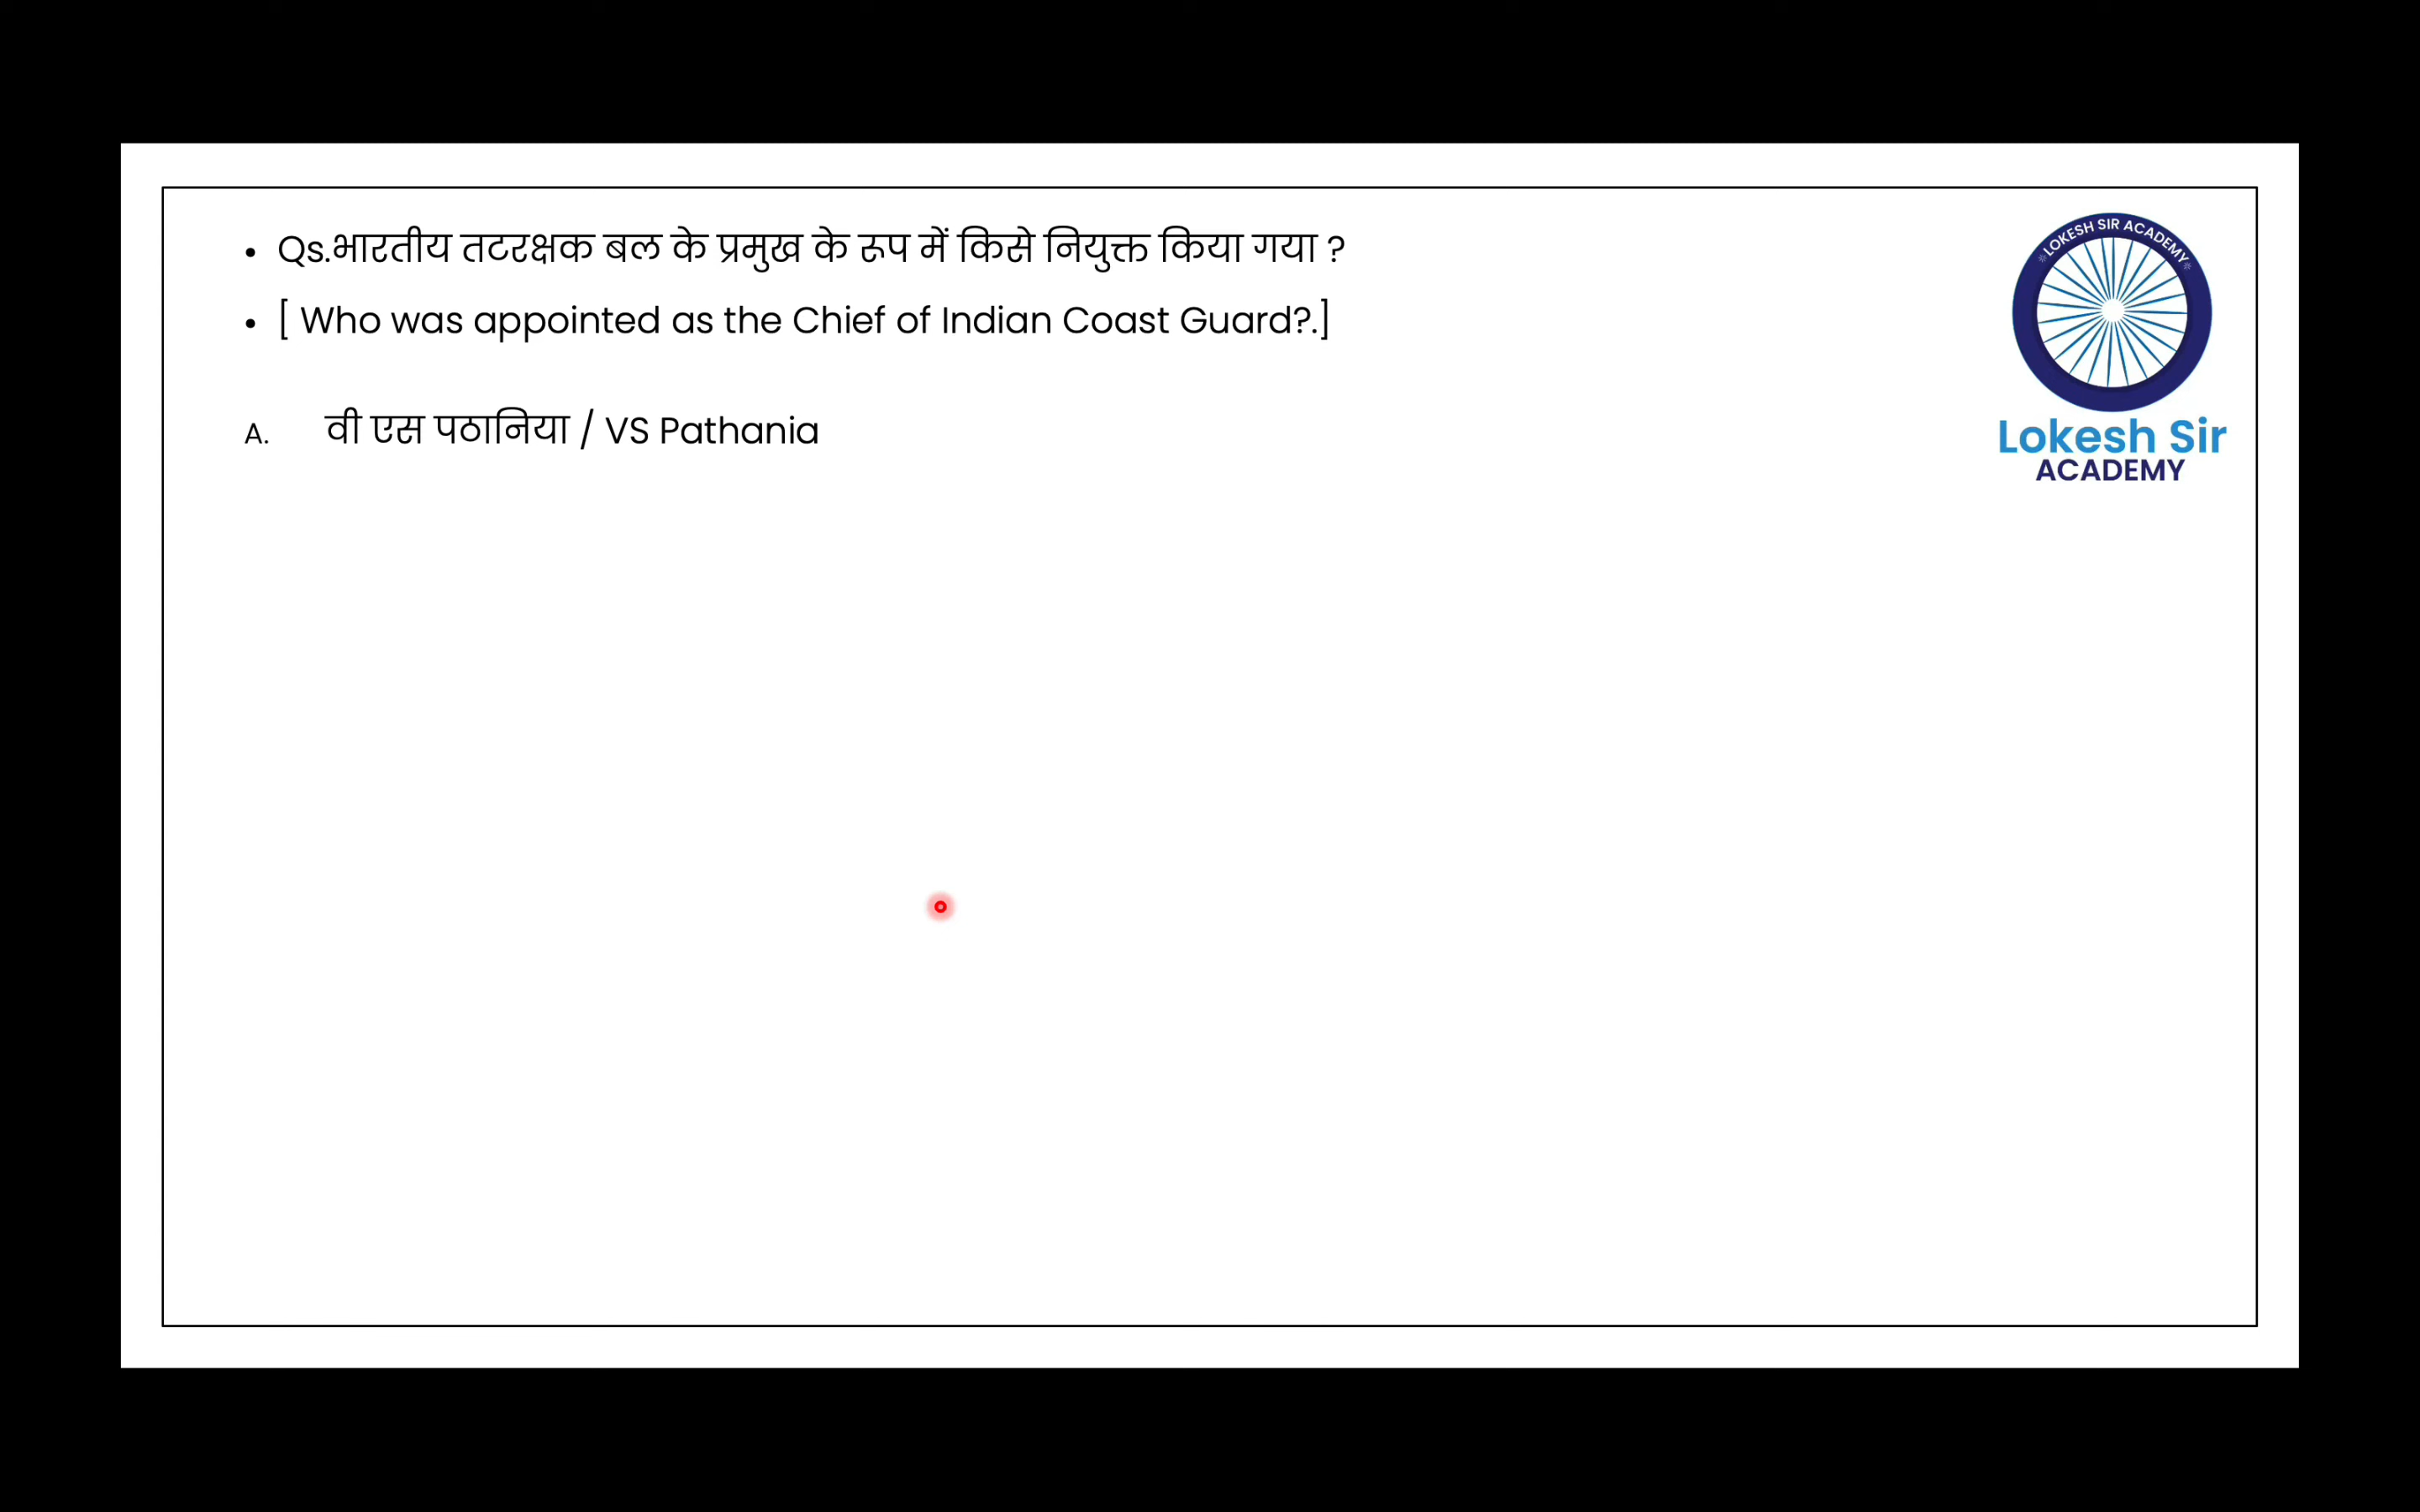 • Qs.भारतीय तटरक्षक बल के प्रमुख के रूप में किसे नियुक्त किया गया ?
• [ Who was appointed as the Chief of Indian Coast Guard?.]
A. वी एस पठानिया / VS Pathania
LOKESH SIR ACADEMY
Lokesh Sir
ACADEMY